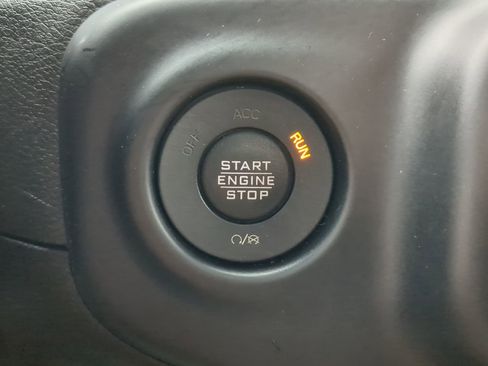 ACC
OFF
RUN
START
ENGINE
STOP